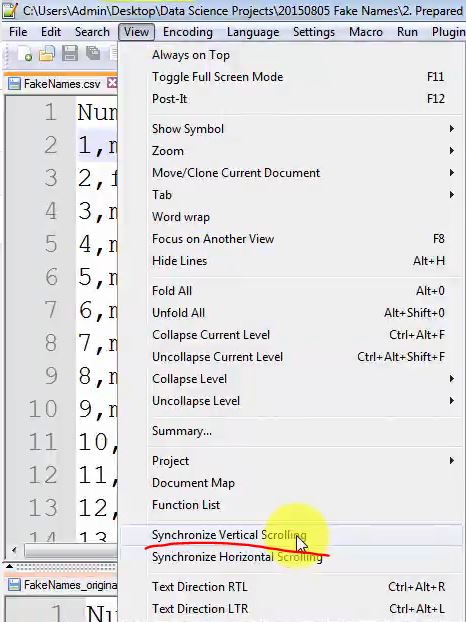 C:\Users\Admin\Desktop\Data Science Projects\20150805 Fake Names\2. Prepared
File Edit Search View Encoding Language Settings Macro Run Plugin
FakeNames.csv
Always on Top
Toggle Full Screen Mode F11
Post-It F12
Show Symbol
Zoom
Move/Clone Current Document
Tab
Word wrap
Focus on Another View F8
Hide Lines Alt+H
Fold All Alt+0
Unfold All Alt+Shift+0
Collapse Current Level Ctrl+Alt+F
Uncollapse Current Level Ctrl+Alt+Shift+F
Collapse Level
Uncollapse Level
Summary...
Project
Document Map
Function List
Synchronize Vertical Scrolling
Synchronize Horizontal Scrolling
Text Direction RTL Ctrl+Alt+R
Text Direction LTR Ctrl+Alt+L
1 Num
2 1,m
3 2,f
4 3,m
5 4,m
6 5,m
7 6,m
8 7,m
9 8,m
10 9,m
11 10,
12 11,
13 12,
14 13
FakeNames_origina
1 Nu